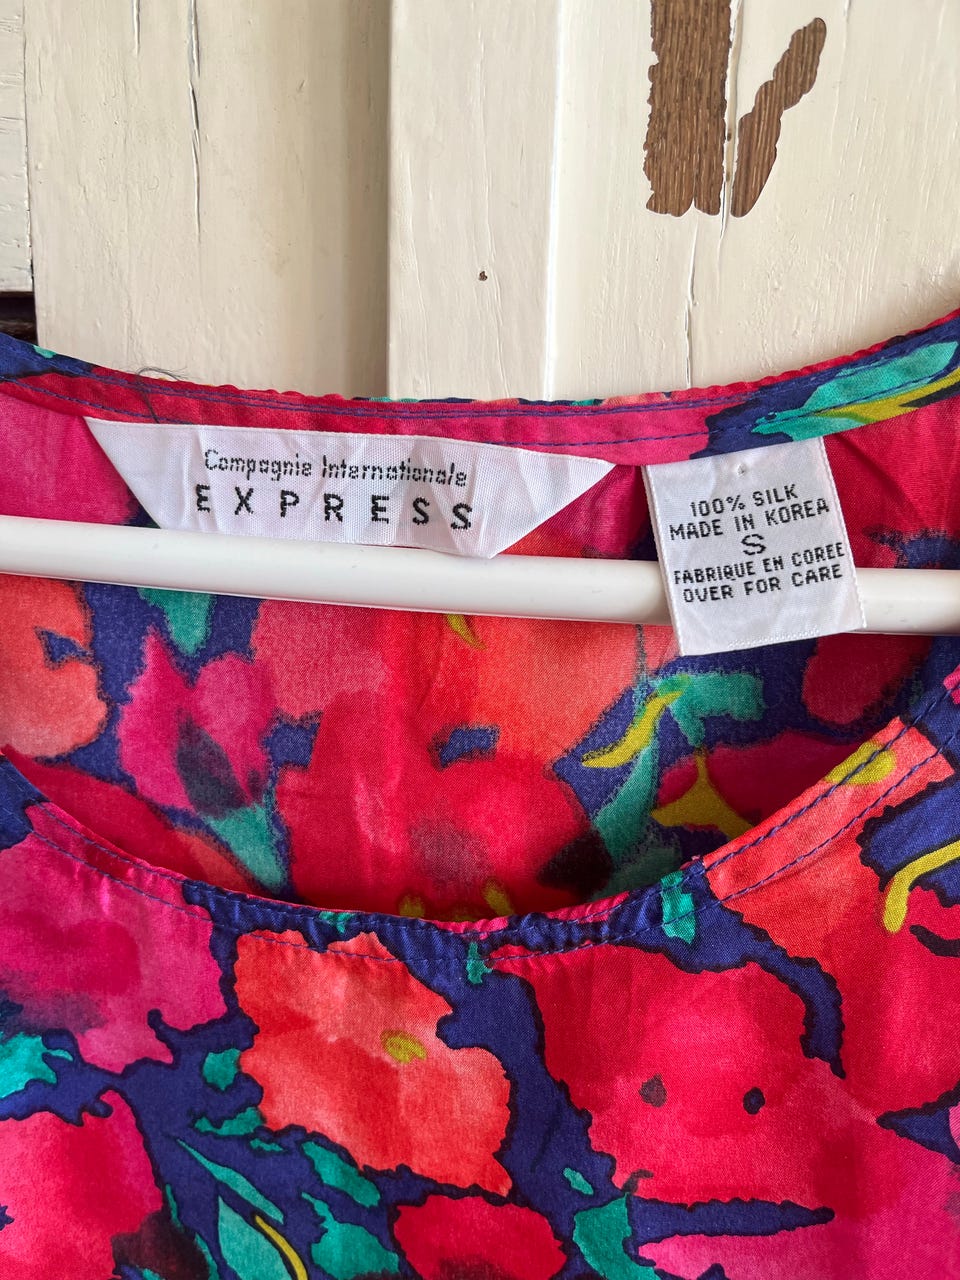 Compagnie Internationale
EXPRESS
100% SILK
MADE IN KOREA
S
FABRIQUE EN COREE
OVER FOR CARE